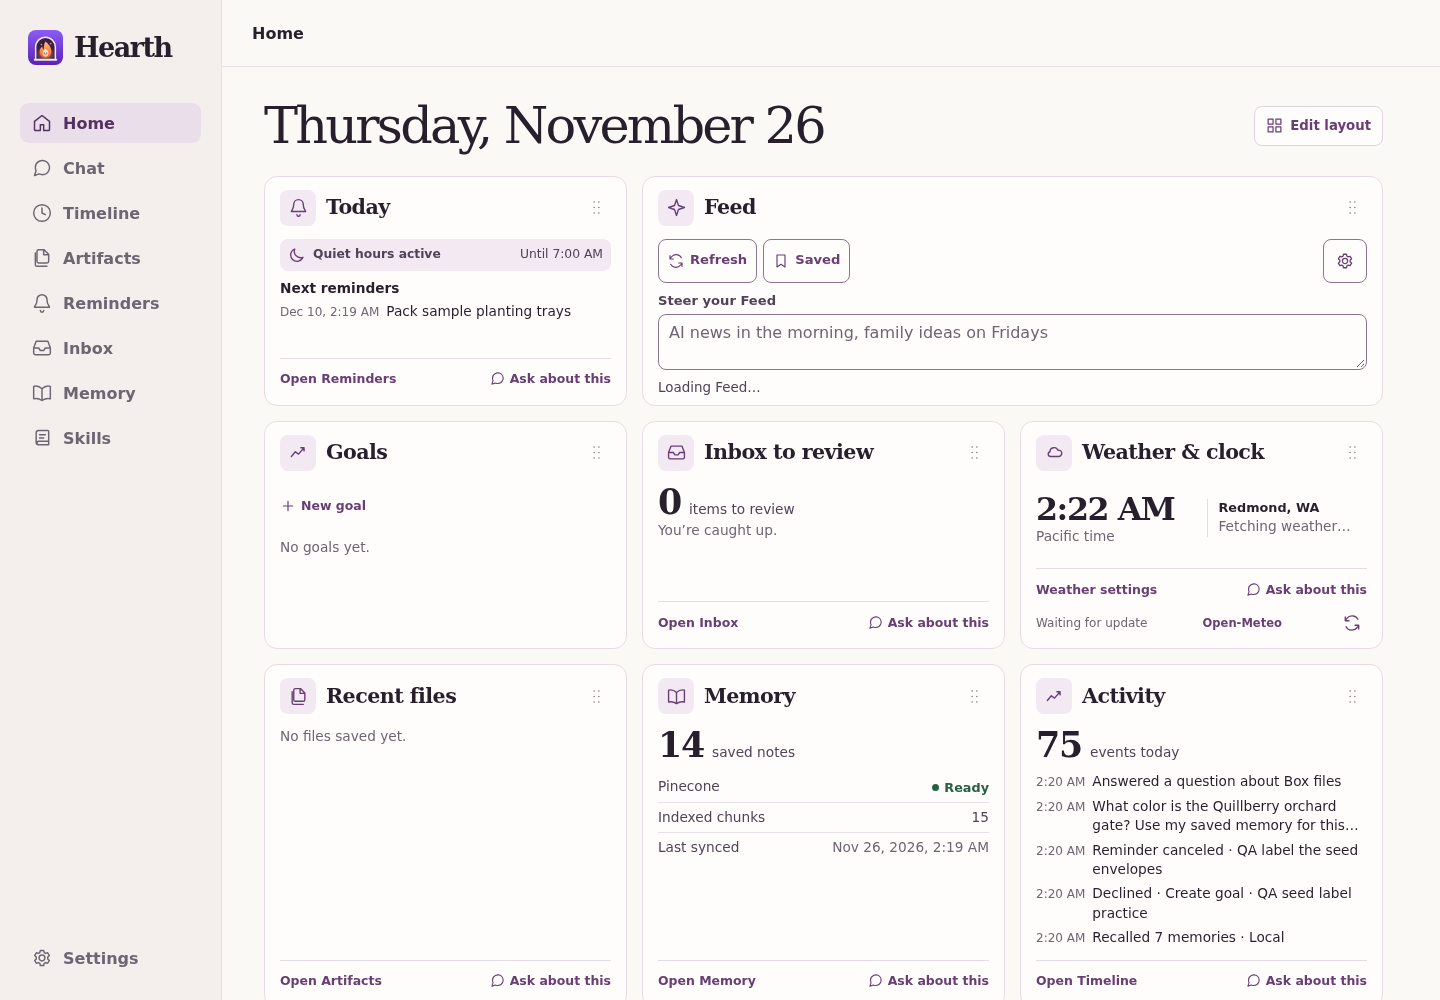 Hearth
Home
Chat
Timeline
Artifacts
Reminders
Inbox
Memory
Skills
Settings
Home
Thursday, November 26
Edit layout
Today
Quiet hours active Until 7:00 AM
Next reminders
Dec 10, 2:19 AM Pack sample planting trays
Open Reminders Ask about this
Feed
Refresh Saved
Steer your Feed
AI news in the morning, family ideas on Fridays
Loading Feed…
Goals
New goal
No goals yet.
Inbox to review
0 items to review
You’re caught up.
Open Inbox Ask about this
Weather & clock
2:22 AM
Pacific time
Redmond, WA
Fetching weather…
Weather settings Ask about this
Waiting for update Open-Meteo
Recent files
No files saved yet.
Open Artifacts Ask about this
Memory
14 saved notes
Pinecone Ready
Indexed chunks 15
Last synced Nov 26, 2026, 2:19 AM
Open Memory Ask about this
Activity
75 events today
2:20 AM Answered a question about Box files
2:20 AM What color is the Quillberry orchard
gate? Use my saved memory for this…
2:20 AM Reminder canceled · QA label the seed
envelopes
2:20 AM Declined · Create goal · QA seed label
practice
2:20 AM Recalled 7 memories · Local
Open Timeline Ask about this